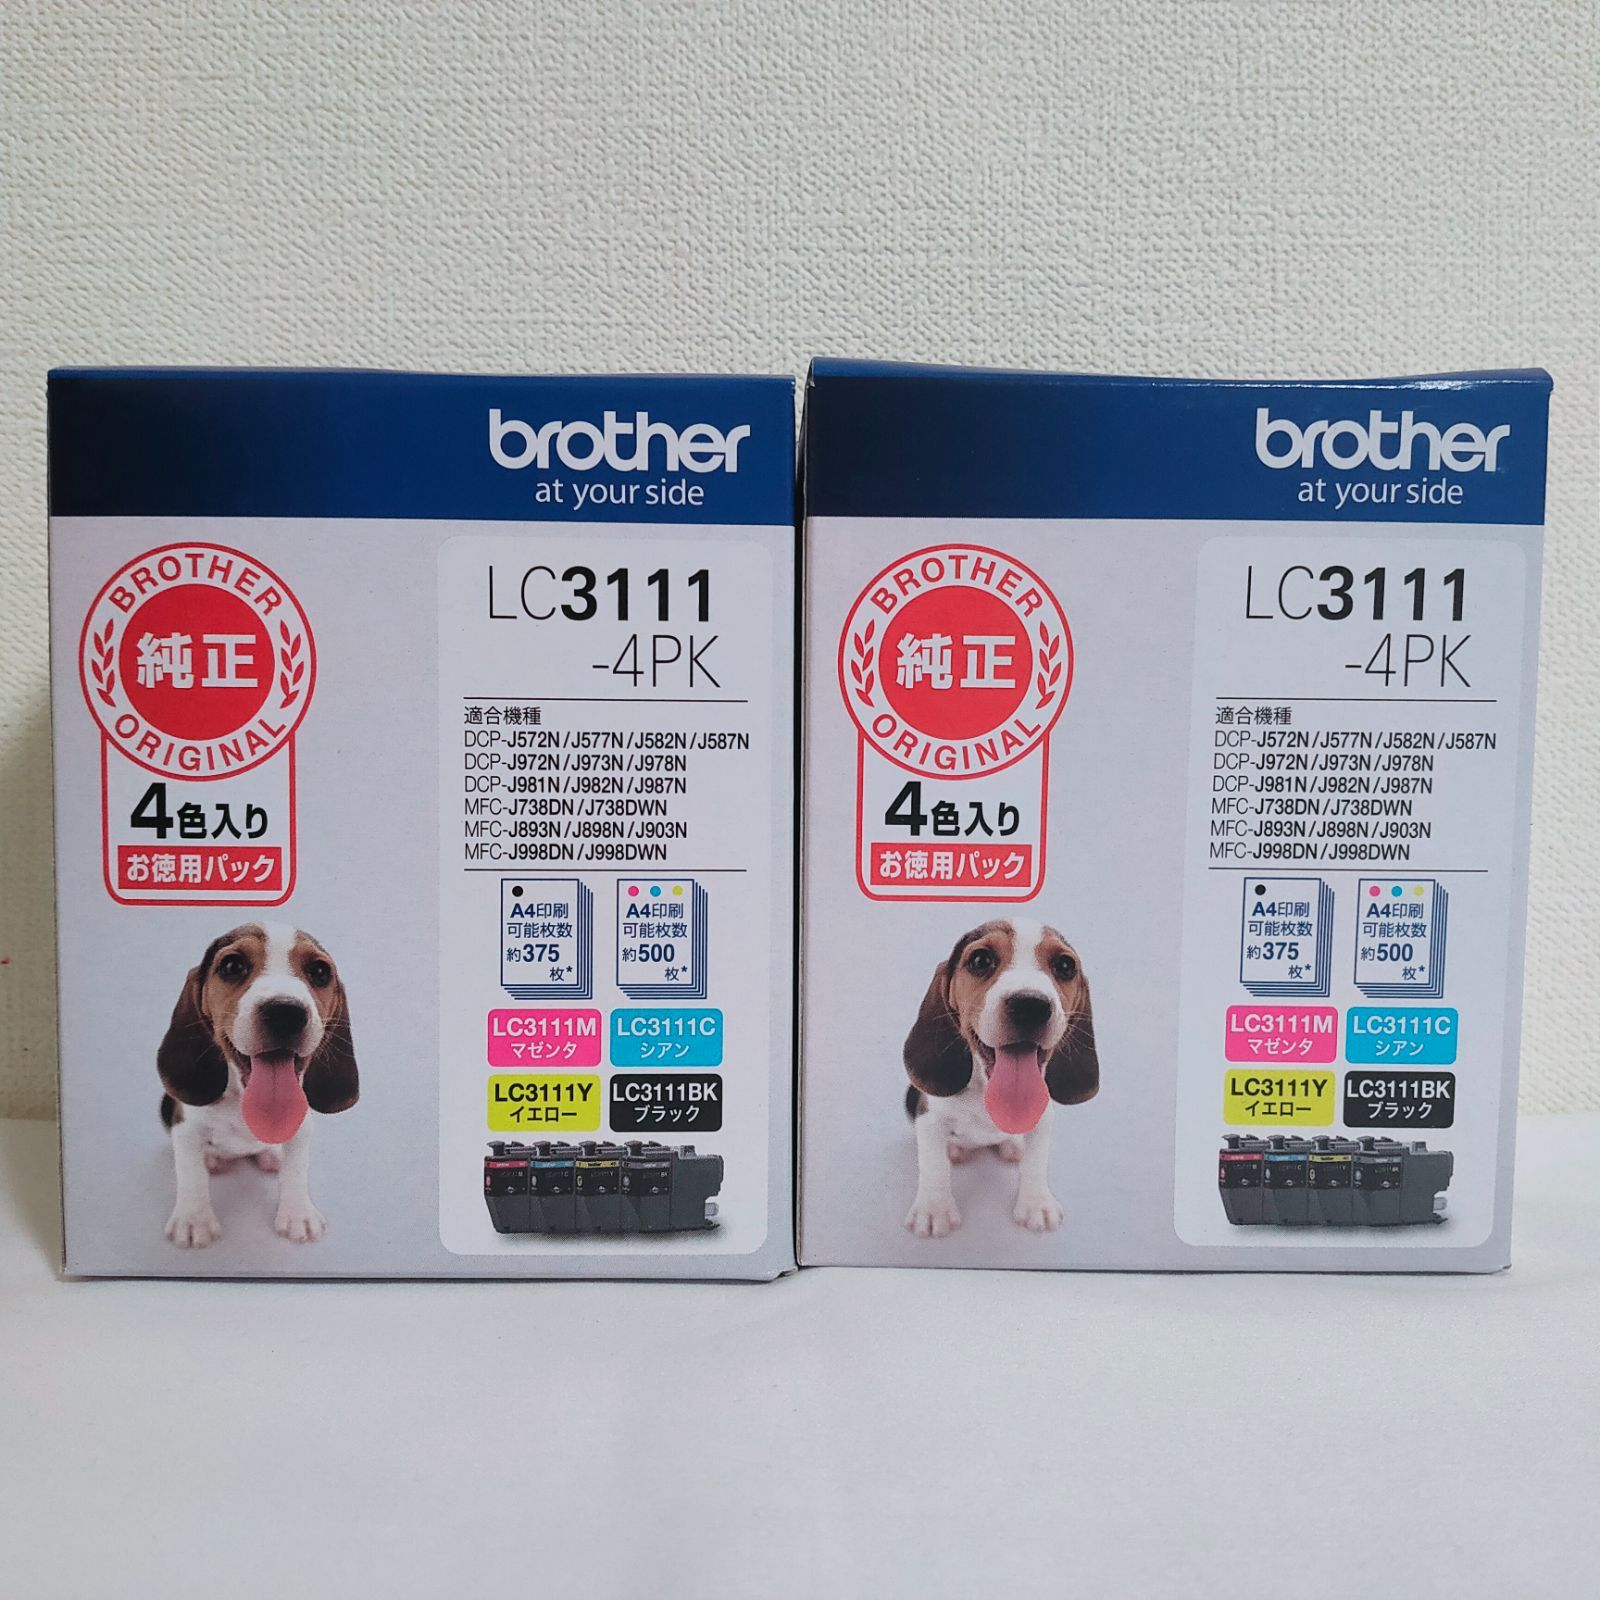 brother
at your side
BROTHER
純正
ORIGINAL
4色入り
お徳用パック
LC3111
-4PK
適合機種
DCP-J572N/J577N/J582N/J587N
DCP-J972N/J973N/J978N
DCP-J981N/J982N/J987N
MFC-J738DN/J738DWN
MFC-J893N/J898N/J903N
MFC-J998DN/J998DWN
A4印刷
可能枚数
約375
枚*
A4印刷
可能枚数
約500
枚*
LC3111M
マゼンタ
LC3111C
シアン
LC3111Y
イエロー
LC3111BK
ブラック
brother
at your side
BROTHER
純正
ORIGINAL
4色入り
お徳用パック
LC3111
-4PK
適合機種
DCP-J572N/J577N/J582N/J587N
DCP-J972N/J973N/J978N
DCP-J981N/J982N/J987N
MFC-J738DN/J738DWN
MFC-J893N/J898N/J903N
MFC-J998DN/J998DWN
A4印刷
可能枚数
約375
枚*
A4印刷
可能枚数
約500
枚*
LC3111M
マゼンタ
LC3111C
シアン
LC3111Y
イエロー
LC3111BK
ブラック